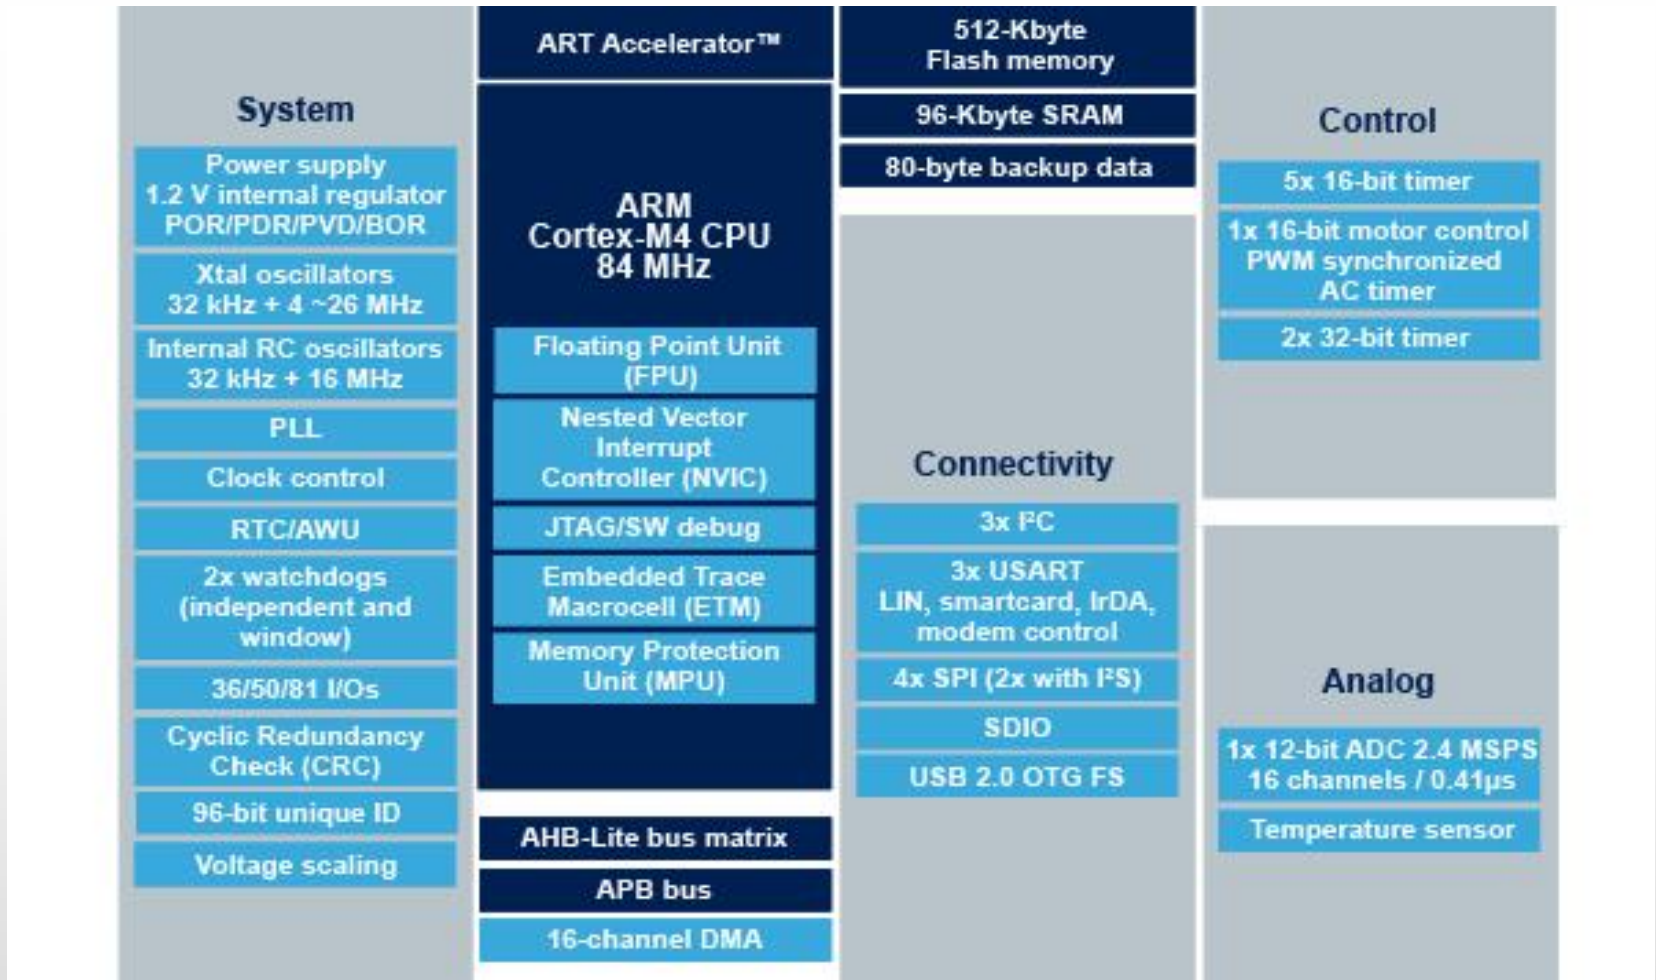 System
Power supply
1.2 V internal regulator
POR/PDR/PVD/BOR
Xtal oscillators
32 kHz + 4 ~26 MHz
Internal RC oscillators
32 kHz + 16 MHz
PLL
Clock control
RTC/AWU
2x watchdogs
(independent and
window)
36/50/81 I/Os
Cyclic Redundancy
Check (CRC)
96-bit unique ID
Voltage scaling
ART Accelerator™
ARM
Cortex-M4 CPU
84 MHz
Floating Point Unit
(FPU)
Nested Vector
Interrupt
Controller (NVIC)
JTAG/SW debug
Embedded Trace
Macrocell (ETM)
Memory Protection
Unit (MPU)
AHB-Lite bus matrix
APB bus
16-channel DMA
512-Kbyte
Flash memory
96-Kbyte SRAM
80-byte backup data
Connectivity
3x I²C
3x USART
LIN, smartcard, IrDA,
modem control
4x SPI (2x with I²S)
SDIO
USB 2.0 OTG FS
Control
5x 16-bit timer
1x 16-bit motor control
PWM synchronized
AC timer
2x 32-bit timer
Analog
1x 12-bit ADC 2.4 MSPS
16 channels / 0.41µs
Temperature sensor